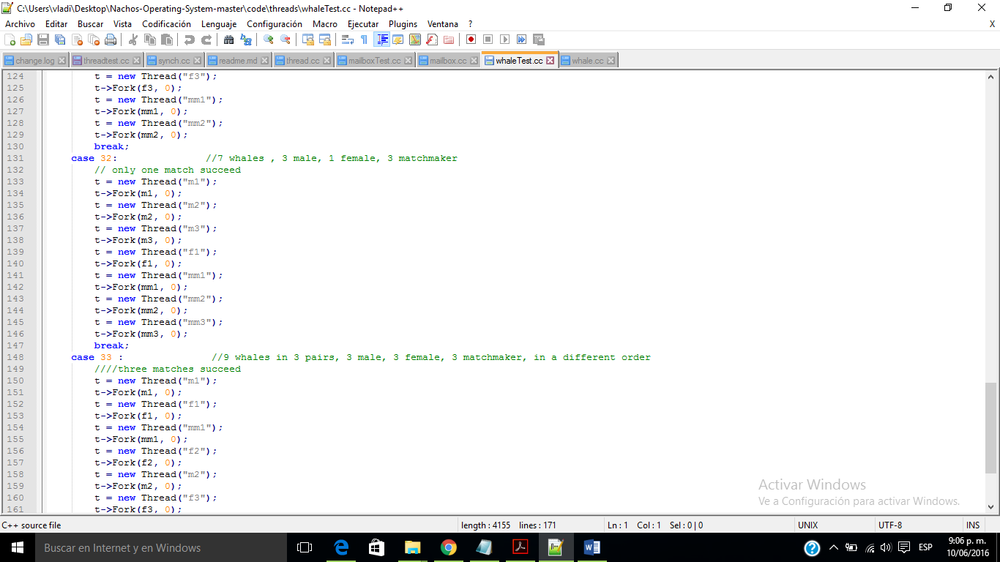 C:\Users\vladi\Desktop\Nachos-Operating-System-master\code\threads\whaleTest.cc - Notepad++
Archivo Editar Buscar Vista Codificación Lenguaje Configuración Macro Ejecutar Plugins Ventana ? X
change.log threadtest.cc synch.cc readme.md thread.cc mailboxTest.cc mailbox.cc whaleTest.cc whale.cc
124 t = new Thread("f3");
125 t->Fork(f3, 0);
126 t = new Thread("mm1");
127 t->Fork(mm1, 0);
128 t = new Thread("mm2");
129 t->Fork(mm2, 0);
130 break;
131 case 32: //7 whales , 3 male, 1 female, 3 matchmaker
132 // only one match succeed
133 t = new Thread("m1");
134 t->Fork(m1, 0);
135 t = new Thread("m2");
136 t->Fork(m2, 0);
137 t = new Thread("m3");
138 t->Fork(m3, 0);
139 t = new Thread("f1");
140 t->Fork(f1, 0);
141 t = new Thread("mm1");
142 t->Fork(mm1, 0);
143 t = new Thread("mm2");
144 t->Fork(mm2, 0);
145 t = new Thread("mm3");
146 t->Fork(mm3, 0);
147 break;
148 case 33 : //9 whales in 3 pairs, 3 male, 3 female, 3 matchmaker, in a different order
149 ////three matches succeed
150 t = new Thread("m1");
151 t->Fork(m1, 0);
152 t = new Thread("f1");
153 t->Fork(f1, 0);
154 t = new Thread("mm1");
155 t->Fork(mm1, 0);
156 t = new Thread("f2");
157 t->Fork(f2, 0);
158 t = new Thread("m2");
159 t->Fork(m2, 0);
160 t = new Thread("f3");
161 t->Fork(f3, 0);
Activar Windows
Ve a Configuración para activar Windows.
C++ source file length : 4155 lines : 171 Ln : 1 Col : 1 Sel : 0 | 0 UNIX UTF-8 INS
Buscar en Internet y en Windows
ESP
9:06 p. m.
10/06/2016